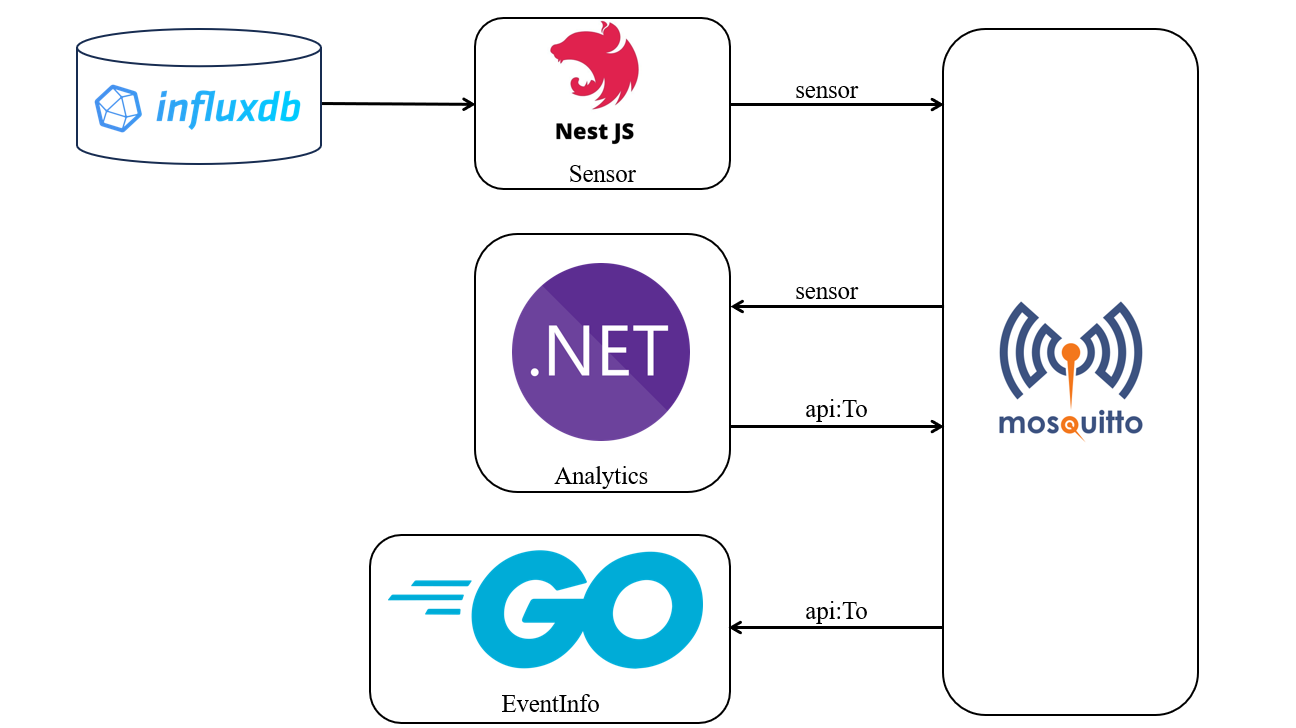 influxdb
Nest JS
Sensor
sensor
.NET
Analytics
sensor
api:To
mosquitto
GO
EventInfo
api:To